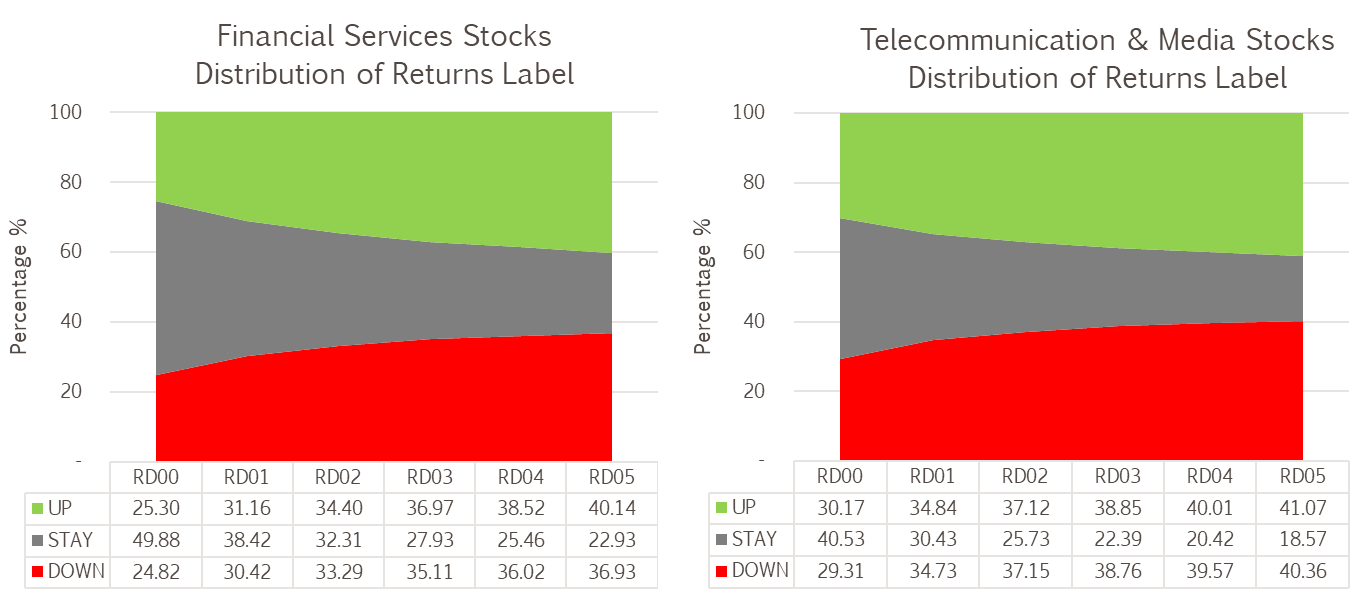 Financial Services Stocks
Distribution of Returns Label
Percentage %
100
80
60
40
20
-
RD00 RD01 RD02 RD03 RD04 RD05
UP 25.30 31.16 34.40 36.97 38.52 40.14
STAY 49.88 38.42 32.31 27.93 25.46 22.93
DOWN 24.82 30.42 33.29 35.11 36.02 36.93
Telecommunication & Media Stocks
Distribution of Returns Label
Percentage %
100
80
60
40
20
-
RD00 RD01 RD02 RD03 RD04 RD05
UP 30.17 34.84 37.12 38.85 40.01 41.07
STAY 40.53 30.43 25.73 22.39 20.42 18.57
DOWN 29.31 34.73 37.15 38.76 39.57 40.36